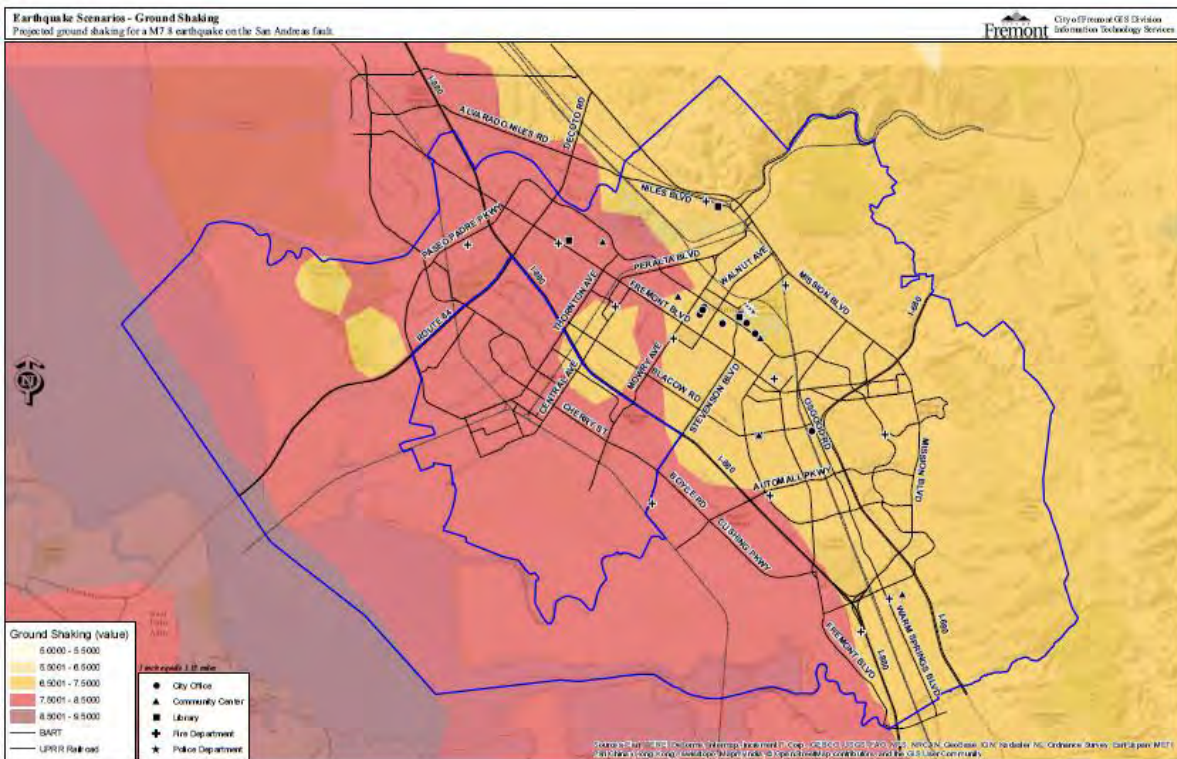 Earthquake Scenarios - Ground Shaking
Projected ground shaking for a M7.8 earthquake on the San Andreas fault.
Fremont
City of Fremont GIS Division
Information Technology Services
I-880
ALVARADO NILES RD
DECOTO RD
NILES BLVD
PASEO PADRE PKWY
PERALTA BLVD
WALNUT AVE
MISSION BLVD
I-680
I-880
THORNTON AVE
FREMONT BLVD
ROUTE 84
CENTRAL AVE
MOWRY AVE
BLACOW RD
STEVENSON BLVD
CHERRY ST
OSGOOD RD
MISSION BLVD
I-880
AUTO MALL PKWY
BOYCE RD
CUSHING PKWY
FREMONT BLVD
I-880
WARM SPRINGS BLVD
I-680
N
Ground Shaking (value)
5.0000 - 5.5000
5.5001 - 6.5000
6.5001 - 7.5000
7.5001 - 8.5000
8.5001 - 9.5000
BART
UPRR Railroad
City Office
Community Center
Library
Fire Department
Police Department